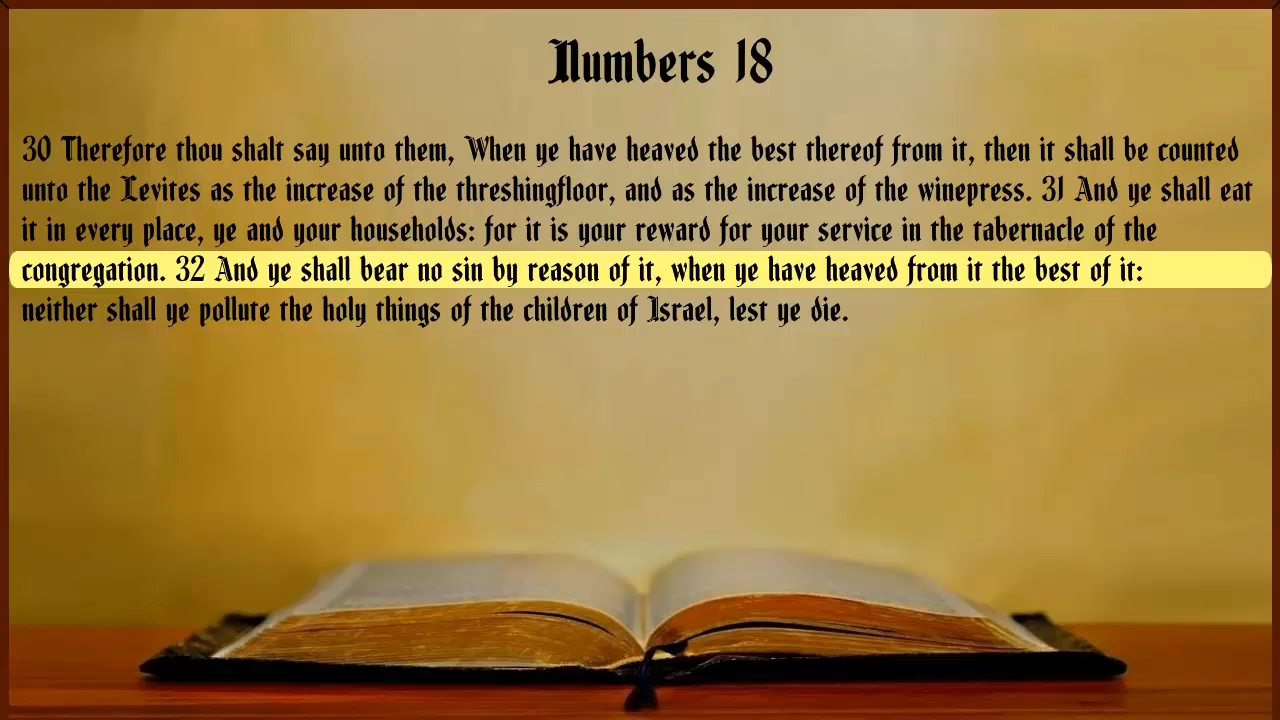 Numbers 18
30 Therefore thou shalt say unto them, When ye have heaved the best thereof from it, then it shall be counted
unto the Levites as the increase of the threshingfloor, and as the increase of the winepress. 31 And ye shall eat
it in every place, ye and your households: for it is your reward for your service in the tabernacle of the
congregation. 32 And ye shall bear no sin by reason of it, when ye have heaved from it the best of it:
neither shall ye pollute the holy things of the children of Israel, lest ye die.